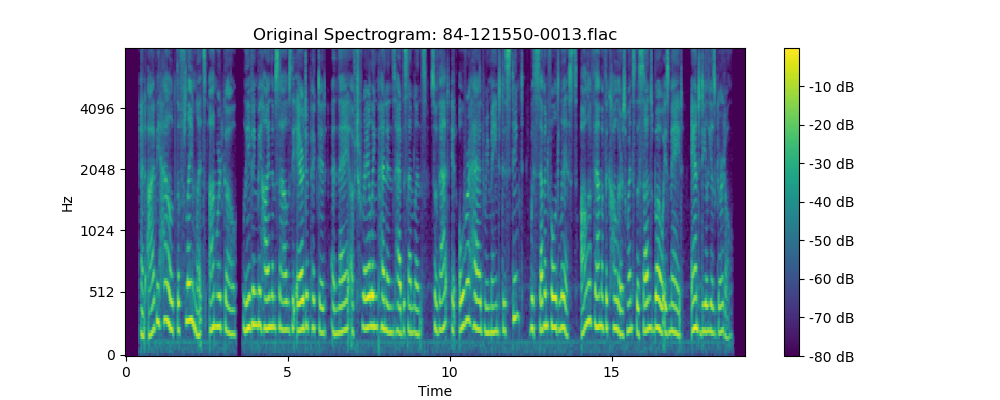 Original Spectrogram: 84-121550-0013.flac
Hz
4096
2048
1024
512
0
0
5
10
15
Time
-10 dB
-20 dB
-30 dB
-40 dB
-50 dB
-60 dB
-70 dB
-80 dB